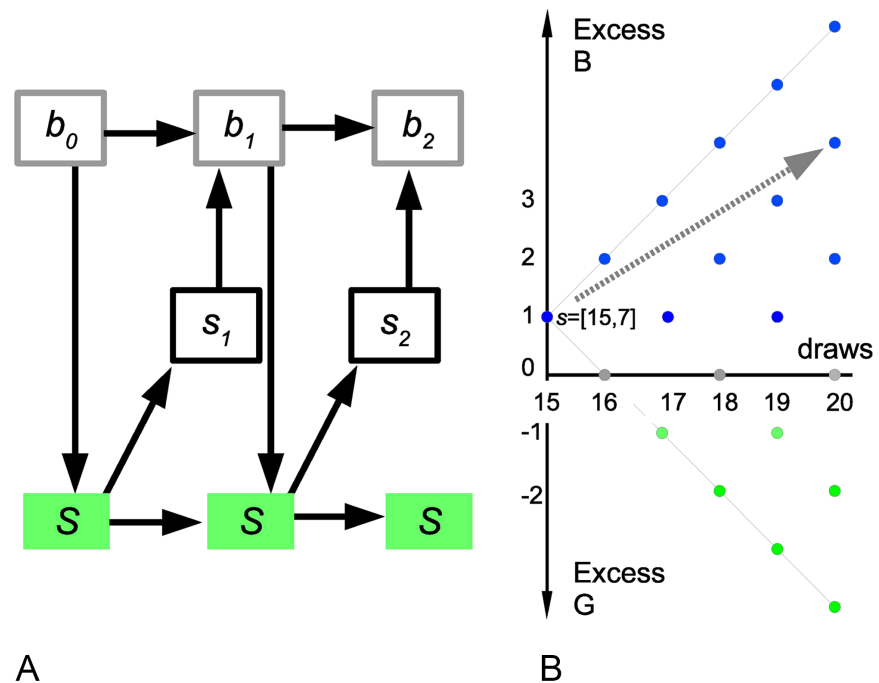 b0
b1
b2
s1
s2
S
S
S
A
Excess
B
3
2
1
s=[15,7]
draws
0
15
16
17
18
19
20
-1
-2
Excess
G
B